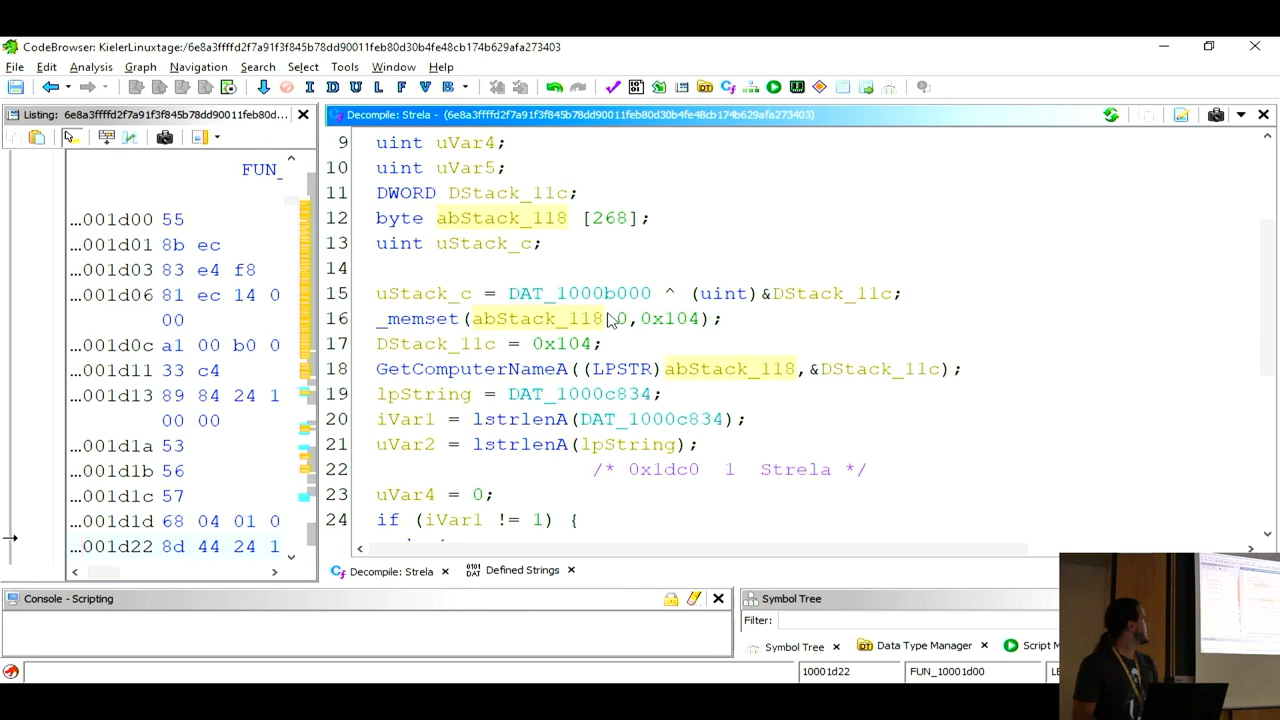 CodeBrowser: KielerLinuxtage:/6e8a3ffffd2f7a91f3f845b78dd90011feb80d30b4fe48cb174b629afa273403
File Edit Analysis Graph Navigation Search Select Tools Window Help
I D U L F V B
Listing: 6e8a3ffffd2f7a91f3f845b78dd90011feb80d30b4fe48cb174b629afa273403d...
Decompile: Strela - (6e8a3ffffd2f7a91f3f845b78dd90011feb80d30b4fe48cb174b629afa273403)
FUN_
...001d00 55
...001d01 8b ec
...001d03 83 e4 f8
...001d06 81 ec 14 0
00
...001d0c a1 00 b0 0
...001d11 33 c4
...001d13 89 84 24 1
00 00
...001d1a 53
...001d1b 56
...001d1c 57
...001d1d 68 04 01 0
...001d22 8d 44 24 1
9 uint uVar4;
10 uint uVar5;
11 DWORD DStack_11c;
12 byte abStack_118 [268];
13 uint uStack_c;
14
15 uStack_c = DAT_1000b000 ^ (uint)&DStack_11c;
16 _memset(abStack_118,0,0x104);
17 DStack_11c = 0x104;
18 GetComputerNameA((LPSTR)abStack_118,&DStack_11c);
19 lpString = DAT_1000c834;
20 iVar1 = lstrlenA(DAT_1000c834);
21 uVar2 = lstrlenA(lpString);
22 /* 0x1dc0 1 Strela */
23 uVar4 = 0;
24 if (iVar1 != 1) {
Decompile: Strela Defined Strings
Console - Scripting
Symbol Tree
Filter:
Symbol Tree Data Type Manager Script M
10001d22 FUN_10001d00 LE